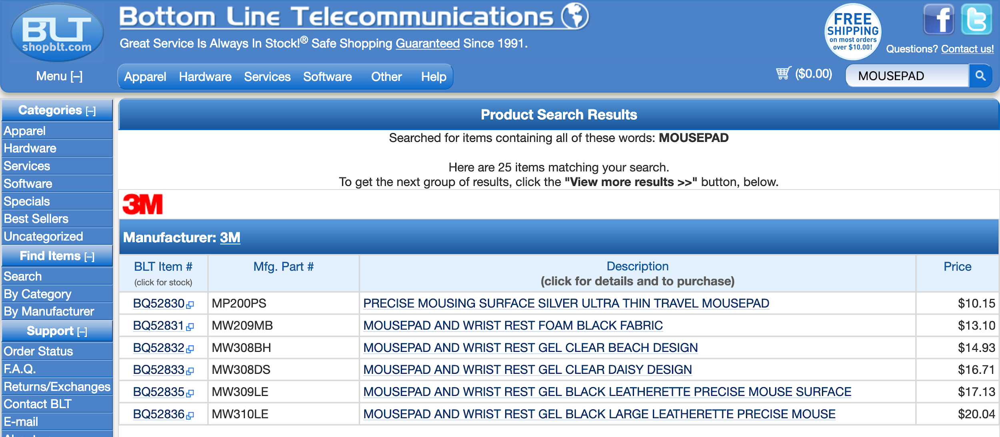 BLT
shopblt.com
Bottom Line Telecommunications
Great Service Is Always In Stock!® Safe Shopping Guaranteed Since 1991.
FREE
SHIPPING
on most orders
over $10.00!
f
t
Questions? Contact us!
Menu [–]
Apparel Hardware Services Software Other Help
($0.00)
MOUSEPAD
Categories [–]
Apparel
Hardware
Services
Software
Specials
Best Sellers
Uncategorized
Find Items [–]
Search
By Category
By Manufacturer
Support [–]
Order Status
F.A.Q.
Returns/Exchanges
Contact BLT
E-mail
Product Search Results
Searched for items containing all of these words: MOUSEPAD
Here are 25 items matching your search.
To get the next group of results, click the "View more results >>" button, below.
3M
Manufacturer: 3M
BLT Item # Mfg. Part # Description Price
(click for stock) (click for details and to purchase)
BQ52830 MP200PS PRECISE MOUSING SURFACE SILVER ULTRA THIN TRAVEL MOUSEPAD $10.15
BQ52831 MW209MB MOUSEPAD AND WRIST REST FOAM BLACK FABRIC $13.10
BQ52832 MW308BH MOUSEPAD AND WRIST REST GEL CLEAR BEACH DESIGN $14.93
BQ52833 MW308DS MOUSEPAD AND WRIST REST GEL CLEAR DAISY DESIGN $16.71
BQ52835 MW309LE MOUSEPAD AND WRIST REST GEL BLACK LEATHERETTE PRECISE MOUSE SURFACE $17.13
BQ52836 MW310LE MOUSEPAD AND WRIST REST GEL BLACK LARGE LEATHERETTE PRECISE MOUSE $20.04